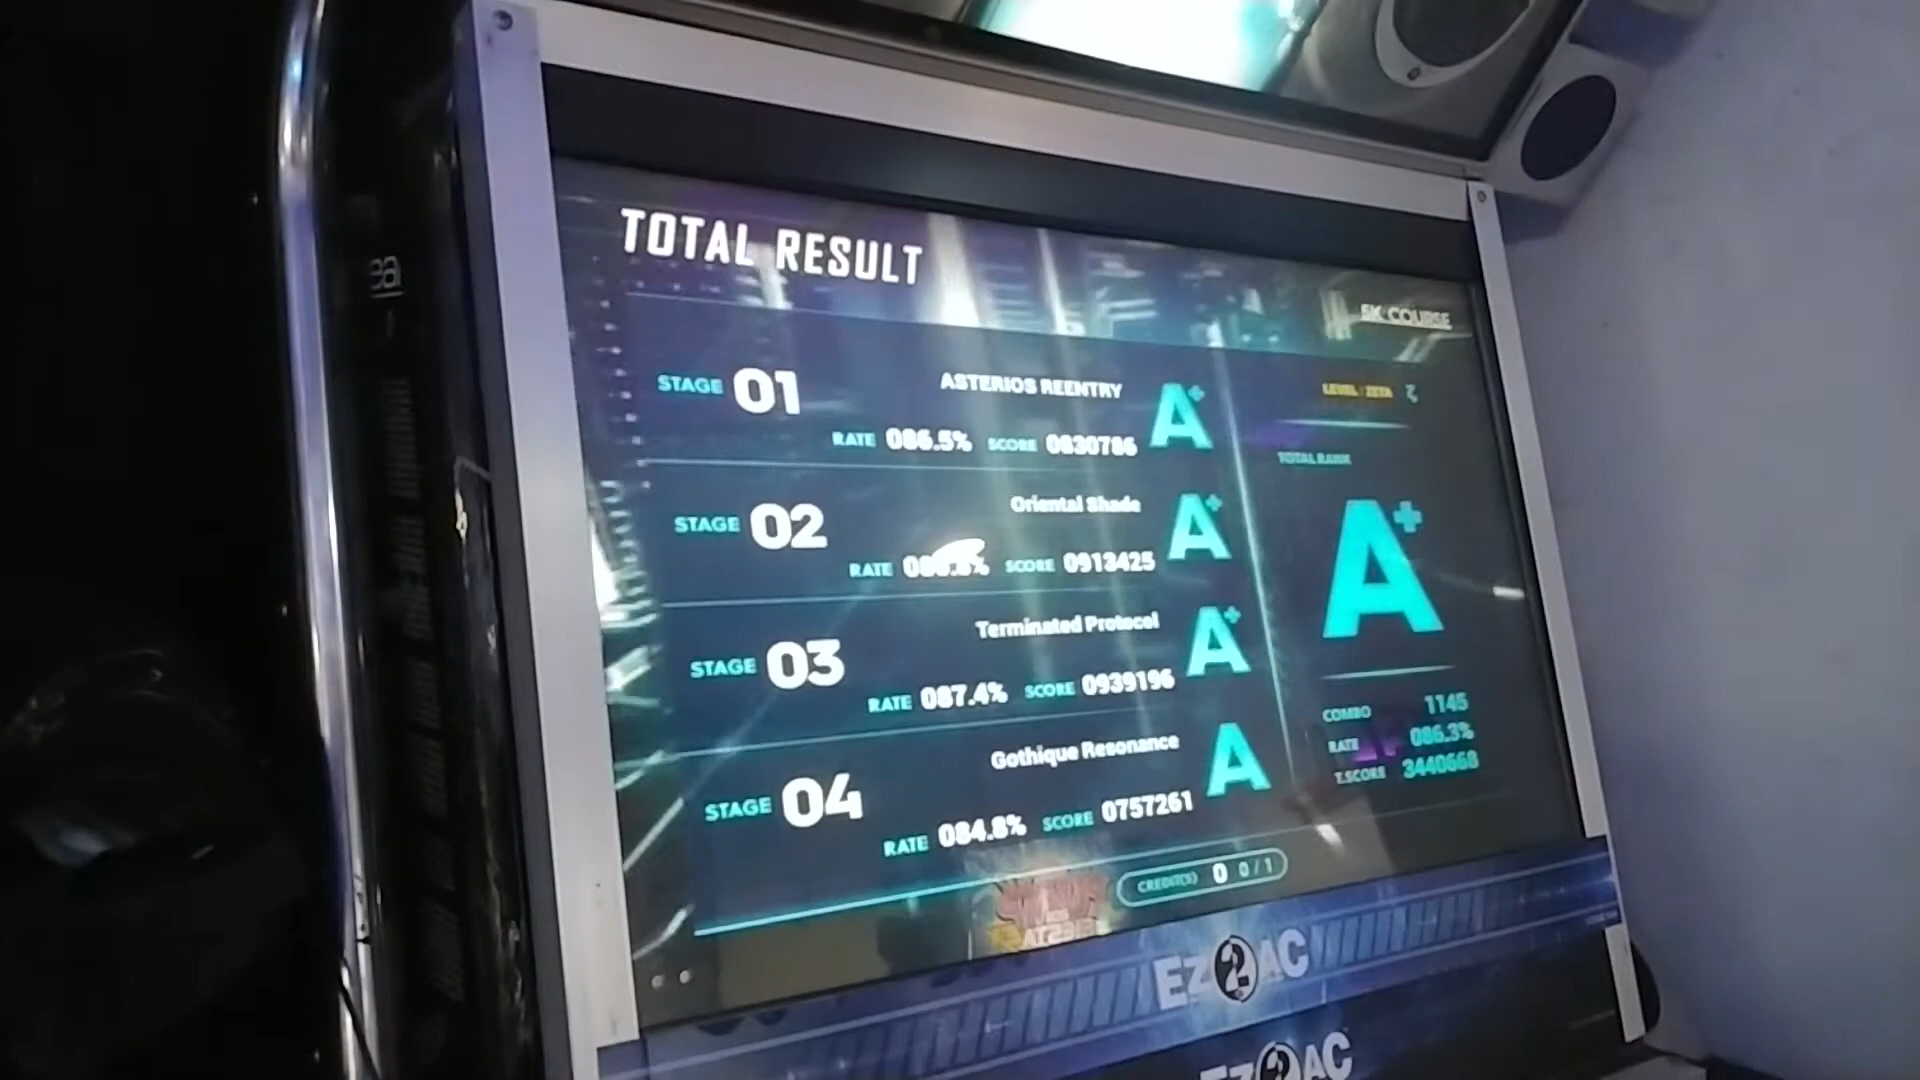 TOTAL RESULT
5K COURSE
STAGE 01
ASTERIOS REENTRY
RATE 086.5% SCORE 0830786
A+
STAGE 02
Oriental Shade
RATE SCORE 0913425
A+
STAGE 03
Terminated Protocol
RATE 087.4% SCORE 0939196
A+
STAGE 04
Gothique Resonance
RATE 084.8% SCORE 0757261
A
LEVEL : ZETA ζ
TOTAL RANK
A+
COMBO 1145
RATE 086.3%
T.SCORE 3440668
CREDIT(S) 0 0 / 1
EZ2AC
EZ2AC